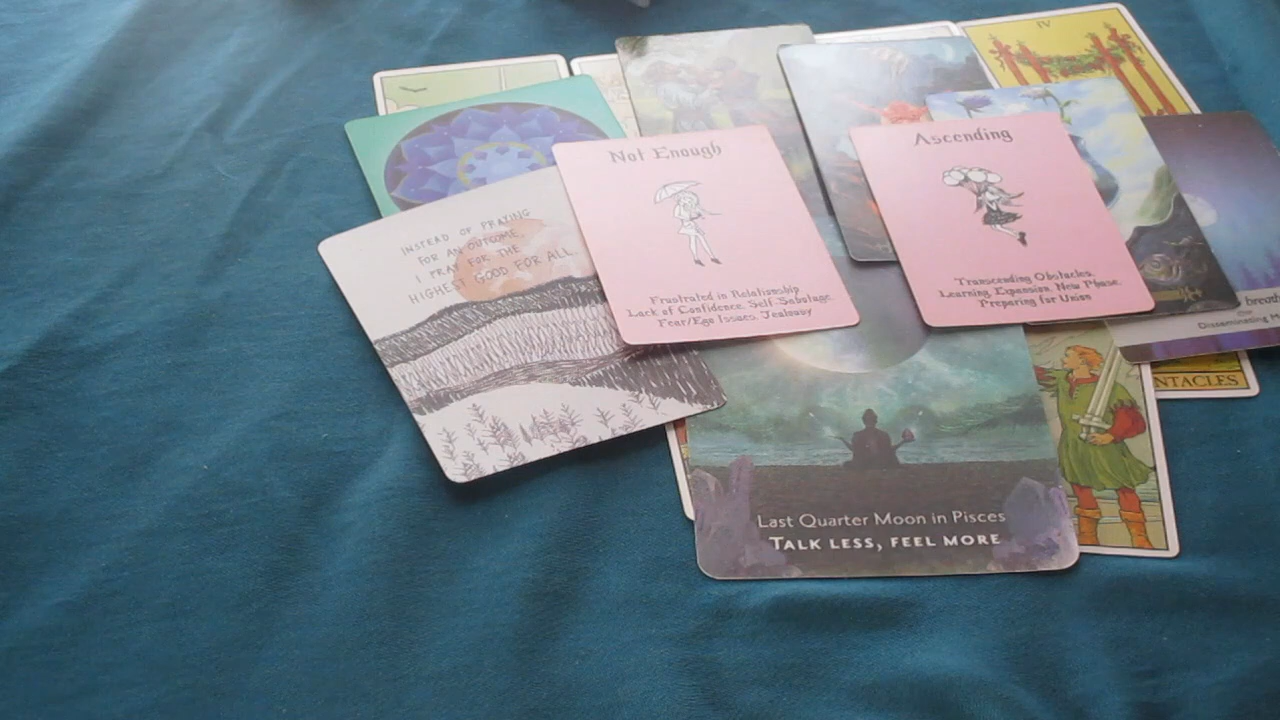 IV
Not Enough
Frustrated in Relationship
Lack of Confidence. Self Sabotage.
Fear/Ego Issues. Jealousy
Ascending
Transcending Obstacles.
Learning. Expansion. New Phase.
Preparing for Union
INSTEAD OF PRAYING
FOR AN OUTCOME,
I PRAY FOR THE
HIGHEST GOOD FOR ALL.
Last Quarter Moon in Pisces
TALK LESS, FEEL MORE
Disseminating
NTACLES